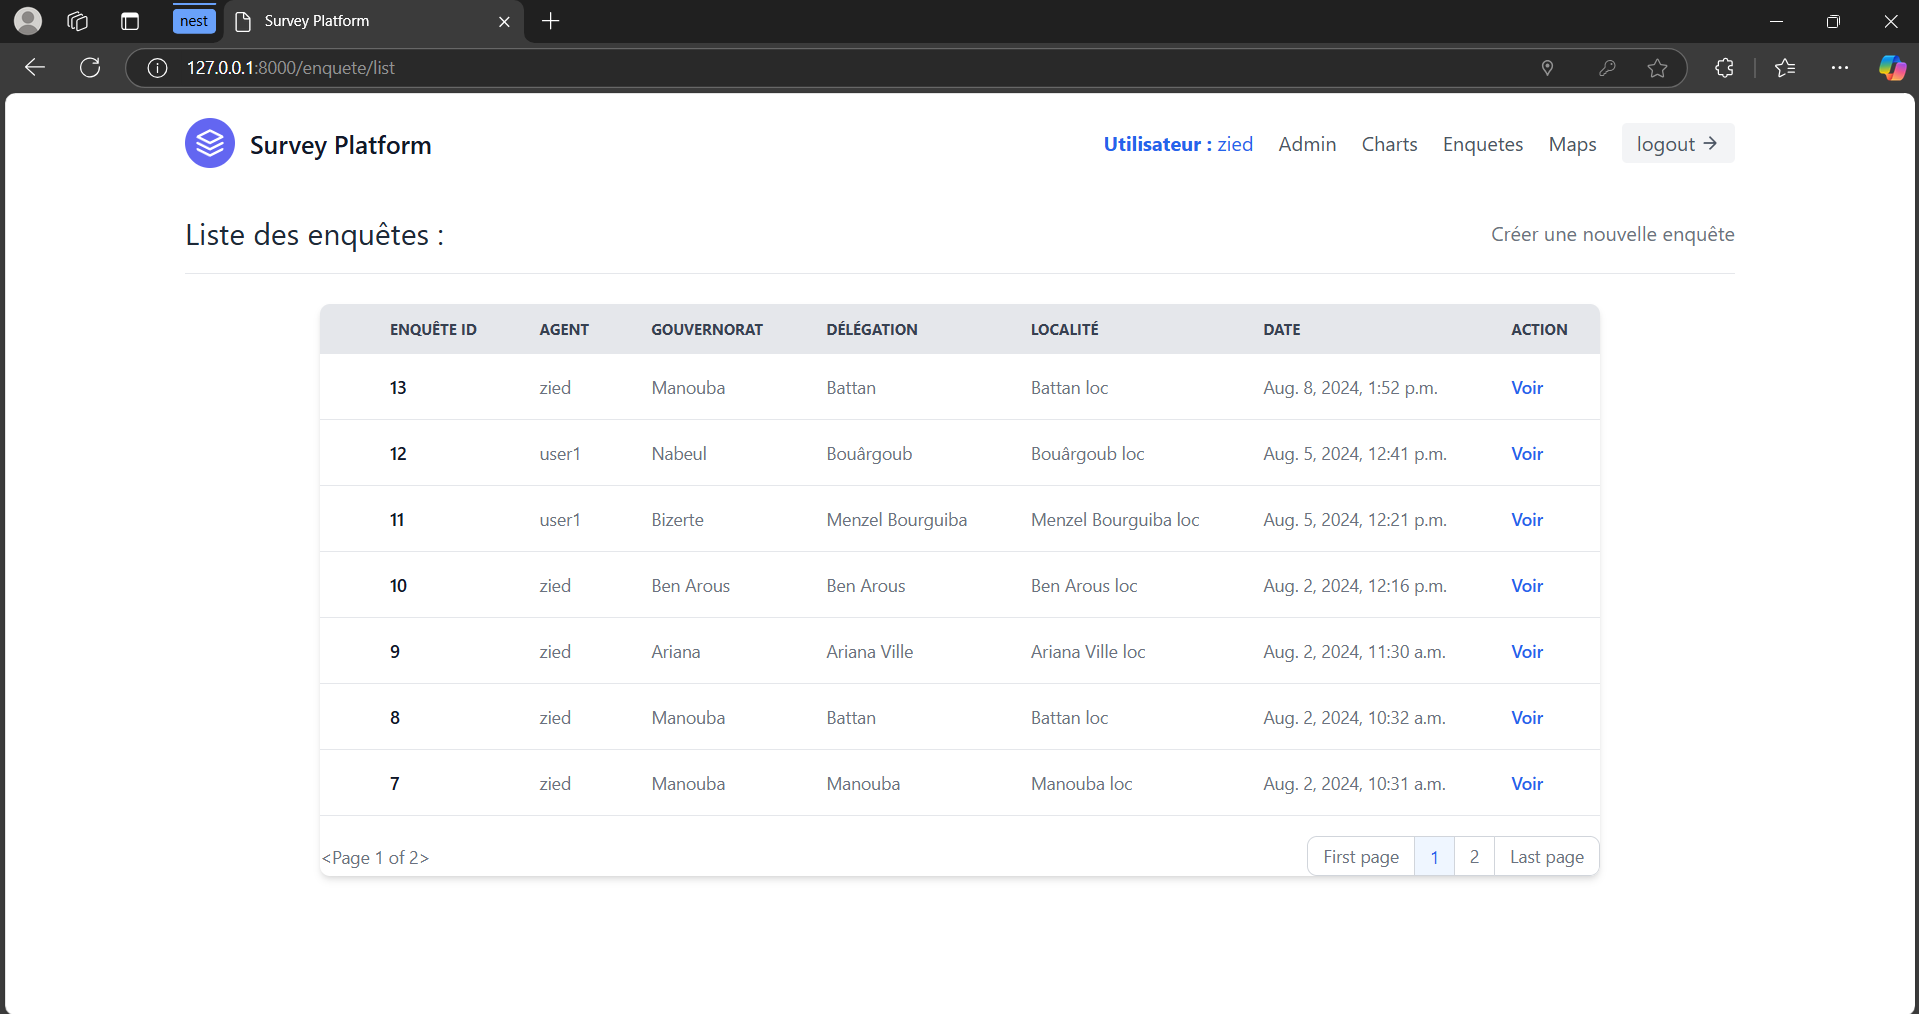 nest Survey Platform
127.0.0.1:8000/enquete/list
Survey Platform Utilisateur : zied Admin Charts Enquetes Maps logout →
Liste des enquêtes : Créer une nouvelle enquête
ENQUÊTE ID AGENT GOUVERNORAT DÉLÉGATION LOCALITÉ DATE ACTION
13 zied Manouba Battan Battan loc Aug. 8, 2024, 1:52 p.m. Voir
12 user1 Nabeul Bouârgoub Bouârgoub loc Aug. 5, 2024, 12:41 p.m. Voir
11 user1 Bizerte Menzel Bourguiba Menzel Bourguiba loc Aug. 5, 2024, 12:21 p.m. Voir
10 zied Ben Arous Ben Arous Ben Arous loc Aug. 2, 2024, 12:16 p.m. Voir
9 zied Ariana Ariana Ville Ariana Ville loc Aug. 2, 2024, 11:30 a.m. Voir
8 zied Manouba Battan Battan loc Aug. 2, 2024, 10:32 a.m. Voir
7 zied Manouba Manouba Manouba loc Aug. 2, 2024, 10:31 a.m. Voir
<Page 1 of 2> First page 1 2 Last page